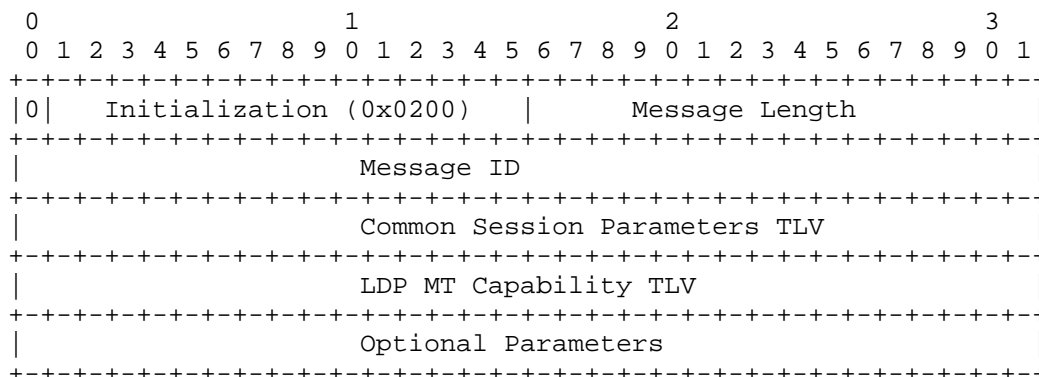 0                   1                   2                   3
0 1 2 3 4 5 6 7 8 9 0 1 2 3 4 5 6 7 8 9 0 1 2 3 4 5 6 7 8 9 0 1
+-+-+-+-+-+-+-+-+-+-+-+-+-+-+-+-+-+-+-+-+-+-+-+-+-+-+-+-+-+-+-+--
|0|   Initialization (0x0200)   |      Message Length           |
+-+-+-+-+-+-+-+-+-+-+-+-+-+-+-+-+-+-+-+-+-+-+-+-+-+-+-+-+-+-+-+--
|                     Message ID                                |
+-+-+-+-+-+-+-+-+-+-+-+-+-+-+-+-+-+-+-+-+-+-+-+-+-+-+-+-+-+-+-+--
|                     Common Session Parameters TLV             |
+-+-+-+-+-+-+-+-+-+-+-+-+-+-+-+-+-+-+-+-+-+-+-+-+-+-+-+-+-+-+-+--
|                     LDP MT Capability TLV                     |
+-+-+-+-+-+-+-+-+-+-+-+-+-+-+-+-+-+-+-+-+-+-+-+-+-+-+-+-+-+-+-+--
|                     Optional Parameters
+-+-+-+-+-+-+-+-+-+-+-+-+-+-+-+-+-+-+-+-+-+-+-+-+-+-+-+-+-+-+-+--